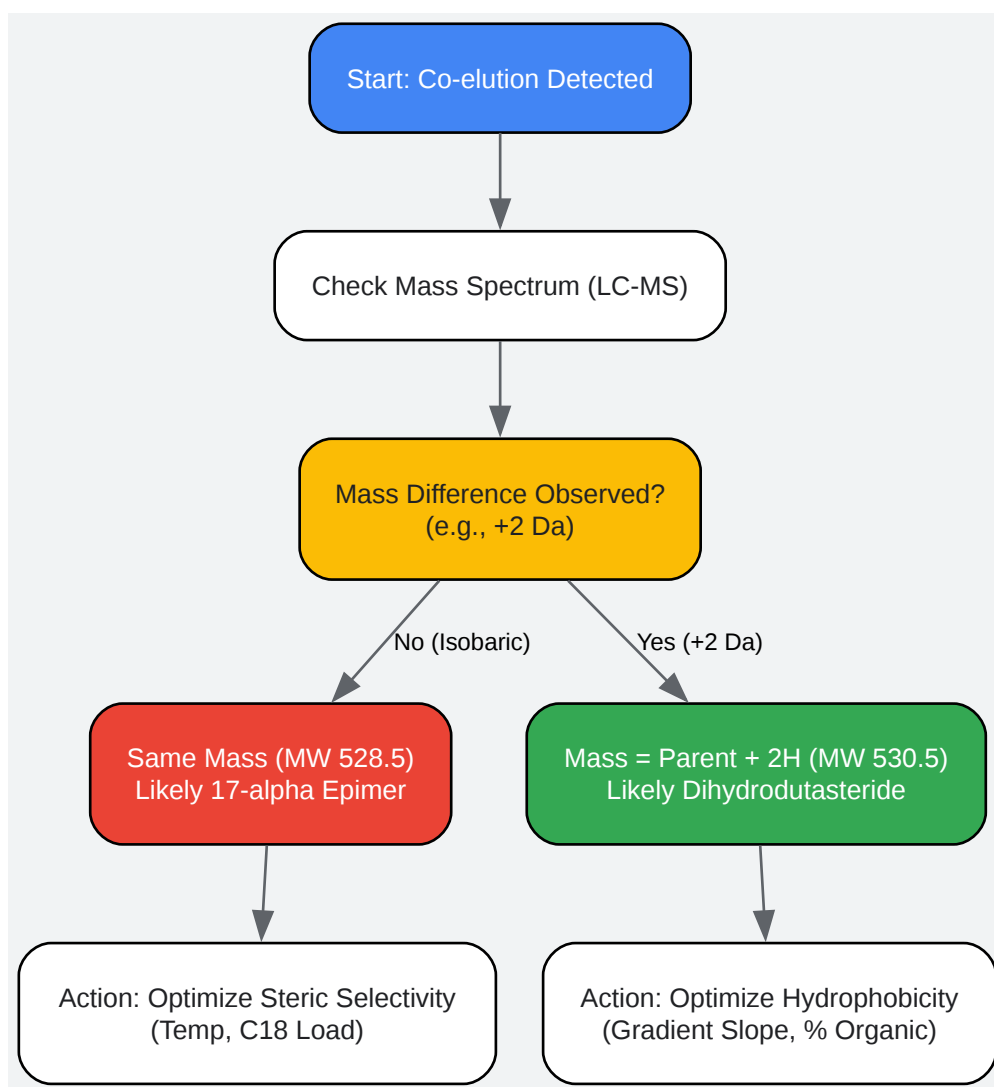 Start: Co-elution Detected
Check Mass Spectrum (LC-MS)
Mass Difference Observed?
(e.g., +2 Da)
No (Isobaric)
Yes (+2 Da)
Same Mass (MW 528.5)
Likely 17-alpha Epimer
Mass = Parent + 2H (MW 530.5)
Likely Dihydrodutasteride
Action: Optimize Steric Selectivity
(Temp, C18 Load)
Action: Optimize Hydrophobicity
(Gradient Slope, % Organic)